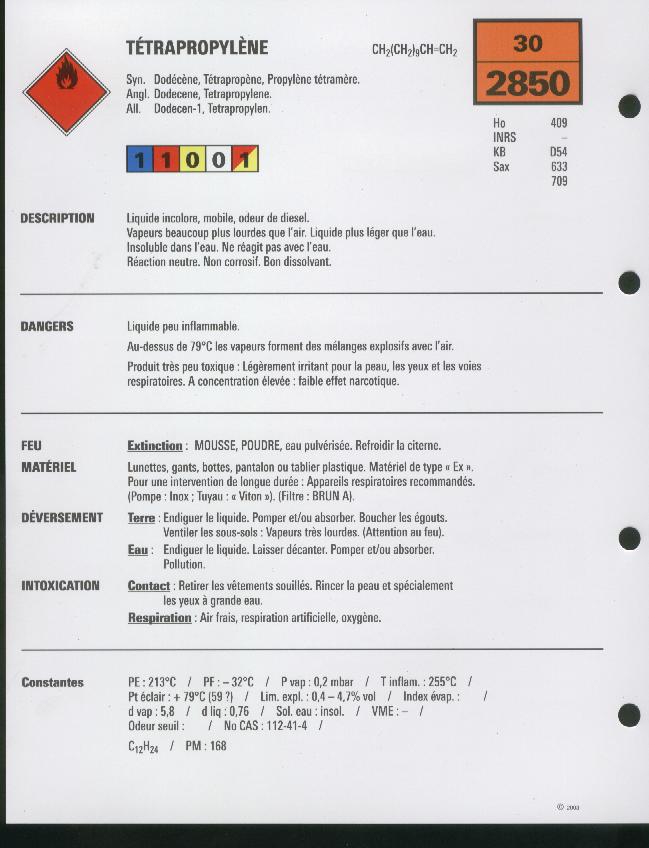 TÉTRAPROPYLÈNE
CH₂(CH₂)₉CH=CH₂
30
2850
Syn. Dodécène, Tétrapropène, Propylène tétramère.
Angl. Dodecene, Tetrapropylene.
All. Dodecen-1, Tetrapropylen.
Ho 409
INRS –
KB D54
Sax 633
709
1 1 0 0 1
DESCRIPTION
Liquide incolore, mobile, odeur de diesel.
Vapeurs beaucoup plus lourdes que l'air. Liquide plus léger que l'eau.
Insoluble dans l'eau. Ne réagit pas avec l'eau.
Réaction neutre. Non corrosif. Bon dissolvant.
DANGERS
Liquide peu inflammable.
Au-dessus de 79°C les vapeurs forment des mélanges explosifs avec l'air.
Produit très peu toxique : Légèrement irritant pour la peau, les yeux et les voies
respiratoires. A concentration élevée : faible effet narcotique.
FEU
Extinction : MOUSSE, POUDRE, eau pulvérisée. Refroidir la citerne.
MATÉRIEL
Lunettes, gants, bottes, pantalon ou tablier plastique. Matériel de type « Ex ».
Pour une intervention de longue durée : Appareils respiratoires recommandés.
(Pompe : Inox ; Tuyau : « Viton »). (Filtre : BRUN A).
DÉVERSEMENT
Terre : Endiguer le liquide. Pomper et/ou absorber. Boucher les égouts.
Ventiler les sous-sols : Vapeurs très lourdes. (Attention au feu).
Eau : Endiguer le liquide. Laisser décanter. Pomper et/ou absorber.
Pollution.
INTOXICATION
Contact : Retirer les vêtements souillés. Rincer la peau et spécialement
les yeux à grande eau.
Respiration : Air frais, respiration artificielle, oxygène.
Constantes
PE : 213°C / PF : – 32°C / P vap : 0,2 mbar / T inflam. : 255°C /
Pt éclair : + 79°C (59 ?) / Lim. expl. : 0,4 – 4,7% vol / Index évap. : /
d vap : 5,8 / d liq : 0,76 / Sol. eau : insol. / VME : – /
Odeur seuil : / No CAS : 112-41-4 /
C₁₂H₂₄ / PM : 168
© 2003